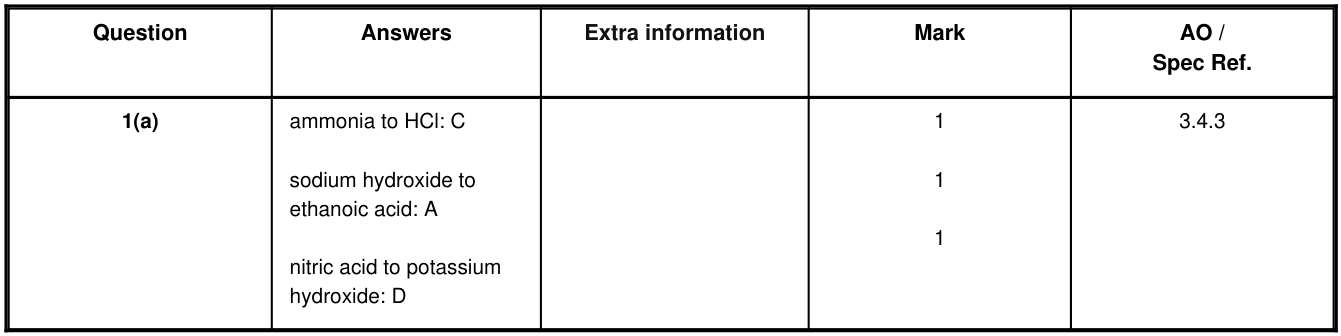 Question Answers Extra information Mark AO /
Spec Ref.
1(a) ammonia to HCl: C 1 3.4.3
sodium hydroxide to 1
ethanoic acid: A
1
nitric acid to potassium
hydroxide: D